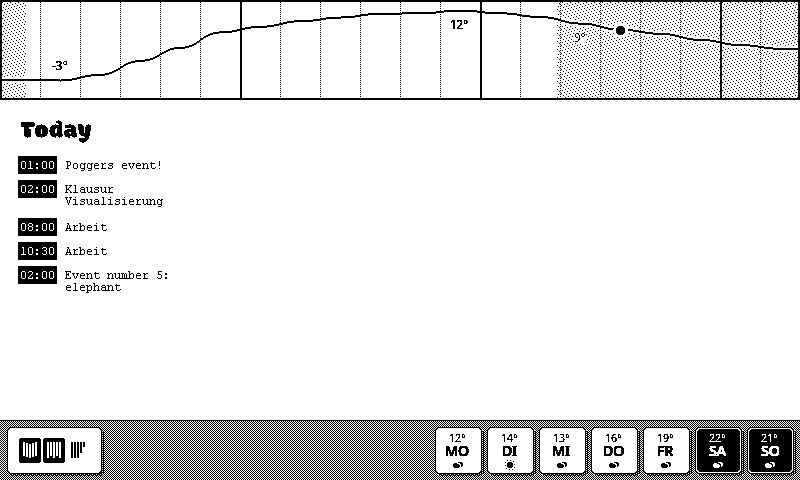 -3°
12°
9°
Today
01:00 Poggers event!
02:00 Klausur
Visualisierung
08:00 Arbeit
10:30 Arbeit
02:00 Event number 5:
elephant
12° 14° 13° 16° 19° 22° 21°
MO DI MI DO FR SA SO